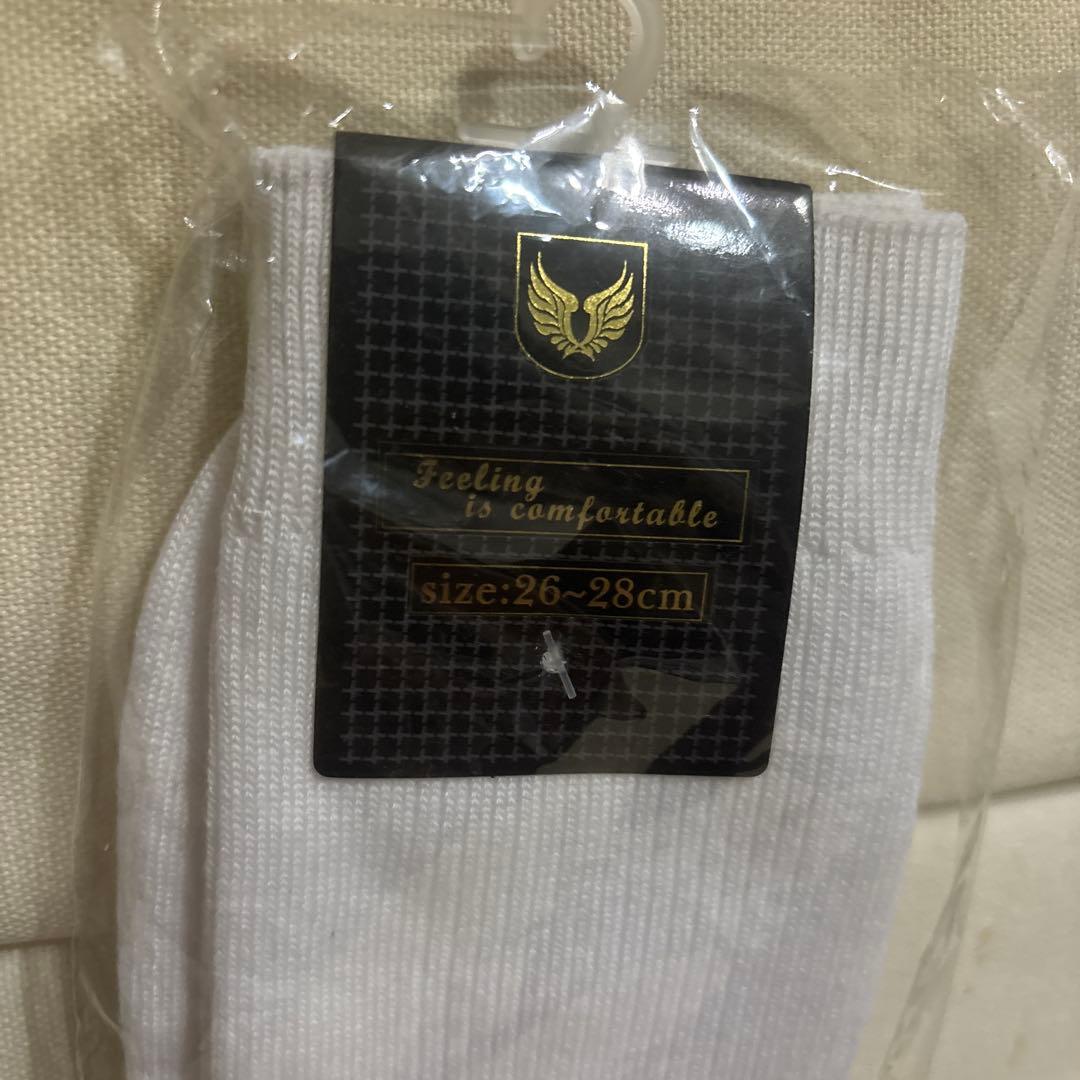 Feeling
is comfortable
size:26~28cm